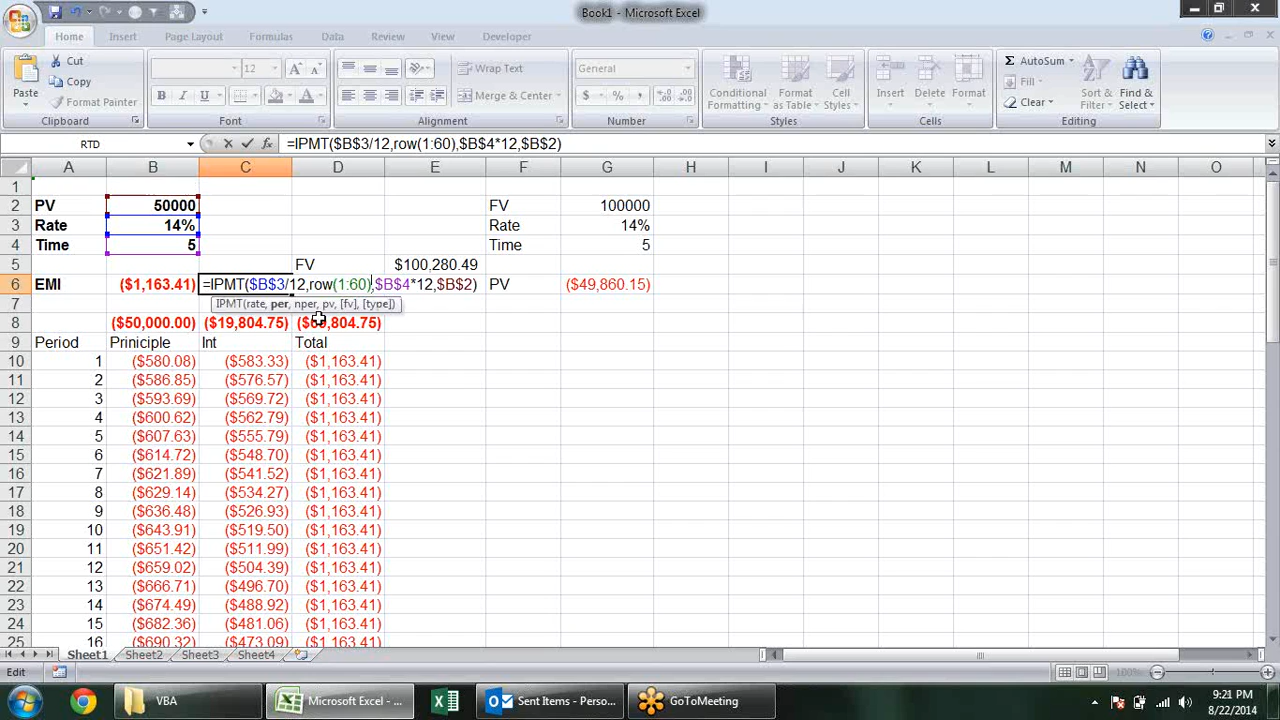 Book1 - Microsoft Excel
Home Insert Page Layout Formulas Data Review View Developer
Paste Cut Copy Format Painter Clipboard
12 A A B I U A Font
Wrap Text Merge & Center Alignment
General $ % , Number
Conditional Formatting Format as Table Cell Styles Styles
Insert Delete Format Cells
Σ AutoSum Fill Clear Sort & Filter Find & Select Editing
RTD fx =IPMT($B$3/12,row(1:60),$B$4*12,$B$2)
A B C D E F G H I J K L M N O
1
2 PV 50000 FV 100000
3 Rate 14% Rate 14%
4 Time 5 Time 5
5 FV $100,280.49
6 EMI ($1,163.41) =IPMT($B$3/12,row(1:60),$B$4*12,$B$2) PV ($49,860.15)
7 IPMT(rate, per, nper, pv, [fv], [type])
8 ($50,000.00) ($19,804.75) 804.75)
9 Period Priniciple Int Total
10 1 ($580.08) ($583.33) ($1,163.41)
11 2 ($586.85) ($576.57) ($1,163.41)
12 3 ($593.69) ($569.72) ($1,163.41)
13 4 ($600.62) ($562.79) ($1,163.41)
14 5 ($607.63) ($555.79) ($1,163.41)
15 6 ($614.72) ($548.70) ($1,163.41)
16 7 ($621.89) ($541.52) ($1,163.41)
17 8 ($629.14) ($534.27) ($1,163.41)
18 9 ($636.48) ($526.93) ($1,163.41)
19 10 ($643.91) ($519.50) ($1,163.41)
20 11 ($651.42) ($511.99) ($1,163.41)
21 12 ($659.02) ($504.39) ($1,163.41)
22 13 ($666.71) ($496.70) ($1,163.41)
23 14 ($674.49) ($488.92) ($1,163.41)
24 15 ($682.36) ($481.06) ($1,163.41)
25 16 ($690.32) ($473.09) ($1,163.41)
Sheet1 Sheet2 Sheet3 Sheet4
Edit 100%
VBA Microsoft Excel - ... Sent Items - Perso... GoToMeeting 9:21 PM
8/22/2014